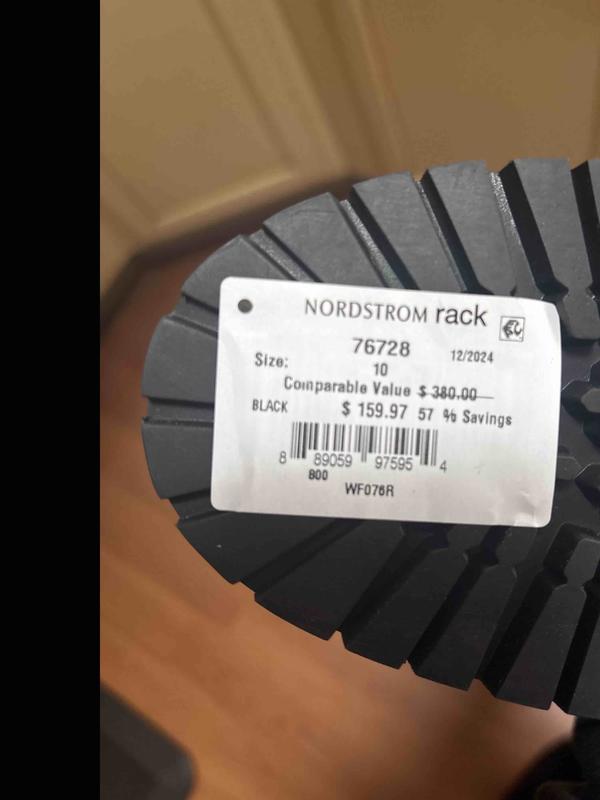 NORDSTROM rack
76728 12/2024
Size: 10
Comparable Value $ 380.00
BLACK $ 159.97 57 % Savings
8 89059 97595 4
800
WF076R